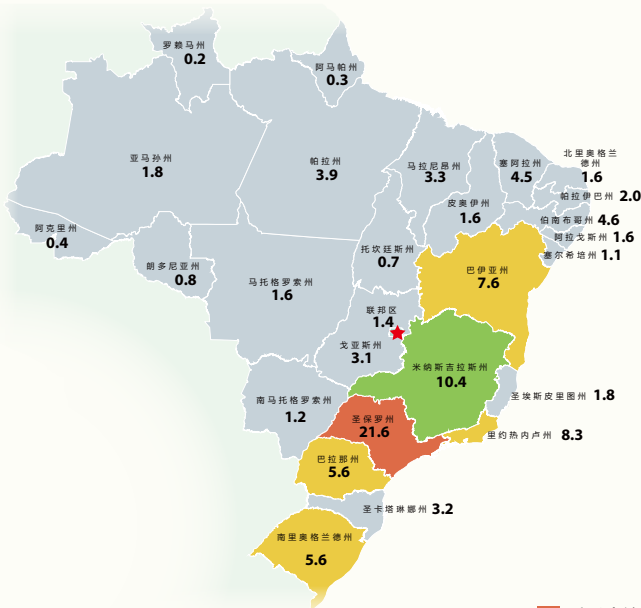 罗赖马州
0.2
阿马帕州
0.3
亚马孙州
1.8
帕拉州
3.9
马拉尼昂州
3.3
塞阿拉州
4.5
北里奥格兰
德州
1.6
帕拉伊巴州 2.0
皮奥伊州
1.6
伯南布哥州 4.6
阿拉戈斯州 1.6
塞尔希培州 1.1
阿克里州
0.4
朗多尼亚州
0.8
马托格罗索州
1.6
托坎廷斯州
0.7
巴伊亚州
7.6
联邦区
1.4
戈亚斯州
3.1
米纳斯吉拉斯州
10.4
南马托格罗索州
1.2
圣埃斯皮里图州 1.8
圣保罗州
21.6
里约热内卢州 8.3
巴拉那州
5.6
圣卡塔琳娜州 3.2
南里奥格兰德州
5.6